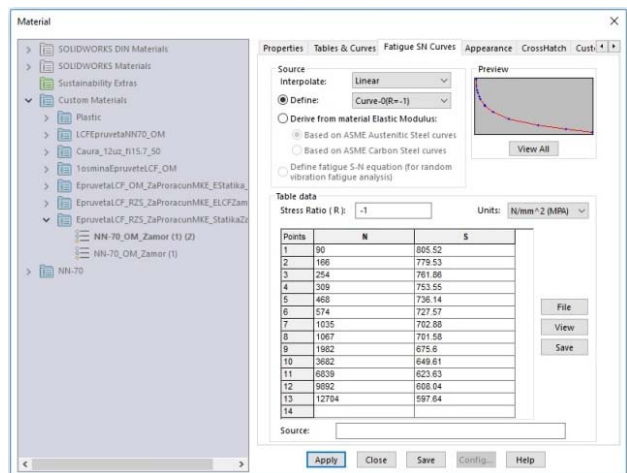 Material
SOLIDWORKS DIN Materials
SOLIDWORKS Materials
Sustainability Extras
Custom Materials
Plastic
LCFEpruvetaNN70_OM
Caura_12uz_fi15.7_50
1osminaEpruveteLCF_OM
EpruvetaLCF_OM_ZaProracunMKE_EStatika_
EpruvetaLCF_RZS_ZaProracunMKE_ELCFZam
EpruvetaLCF_RZS_ZaProracunMKE_StatikaZa
NN-70_OM_Zamor (1) (2)
NN-70_OM_Zamor (1)
NN-70
Properties Tables & Curves Fatigue SN Curves Appearance CrossHatch Cust
Source
Interpolate: Linear
Define: Curve-0(R=-1)
Derive from material Elastic Modulus:
Based on ASME Austenitic Steel curves
Based on ASME Carbon Steel curves
Define fatigue S-N equation (for random
vibration fatigue analysis)
Preview
View All
Table data
Stress Ratio ( R ): -1 Units: N/mm^2 (MPA)
Points N S
1 90 805.52
2 166 779.53
3 254 761.86
4 309 753.55
5 468 736.14
6 574 727.57
7 1035 702.88
8 1067 701.58
9 1982 675.6
10 3682 649.61
11 6839 623.63
12 9892 608.04
13 12704 597.64
14
File
View
Save
Source:
Apply Close Save Config... Help